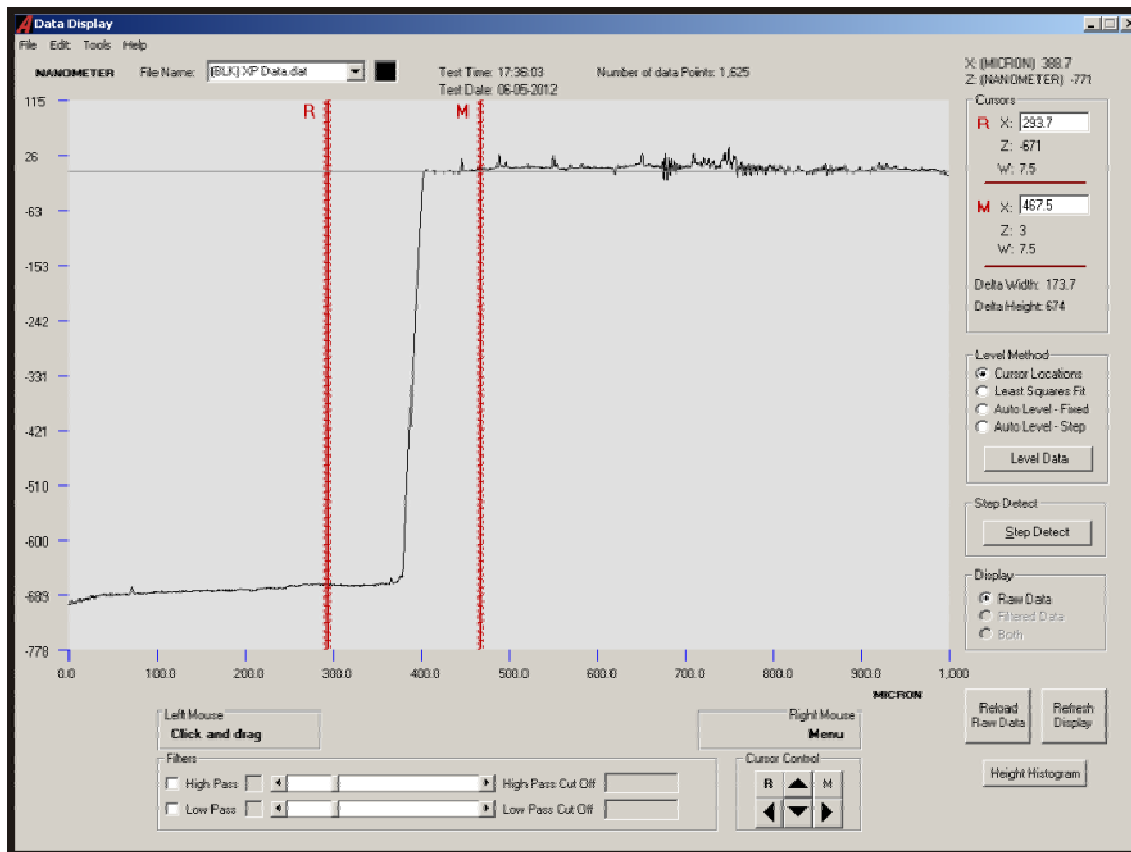 Data Display
File Edit Tools Help
NANOMETER File Name: (BLK) XP Data.dat Test Time: 17:36:03 Number of data Points: 1,625
Test Date: 06-05-2012
X: (MICRON) 388.7
Z: (NANOMETER) -771
R M
115
26
-63
-153
-242
-331
-421
-510
-600
-689
-778
0.0 100.0 200.0 300.0 400.0 500.0 600.0 700.0 800.0 900.0 1,000
MICRON
Cursors
R X: 293.7
Z: -671
W: 7.5
M X: 467.5
Z: 3
W: 7.5
Delta Width: 173.7
Delta Height: 674
Level Method
Cursor Locations
Least Squares Fit
Auto Level - Fixed
Auto Level - Step
Level Data
Step Detect
Step Detect
Display
Raw Data
Filtered Data
Both
Reload Raw Data
Refresh Display
Height Histogram
Left Mouse
Click and drag
Right Mouse
Menu
Filters
High Pass High Pass Cut Off
Low Pass Low Pass Cut Off
Cursor Control
R M